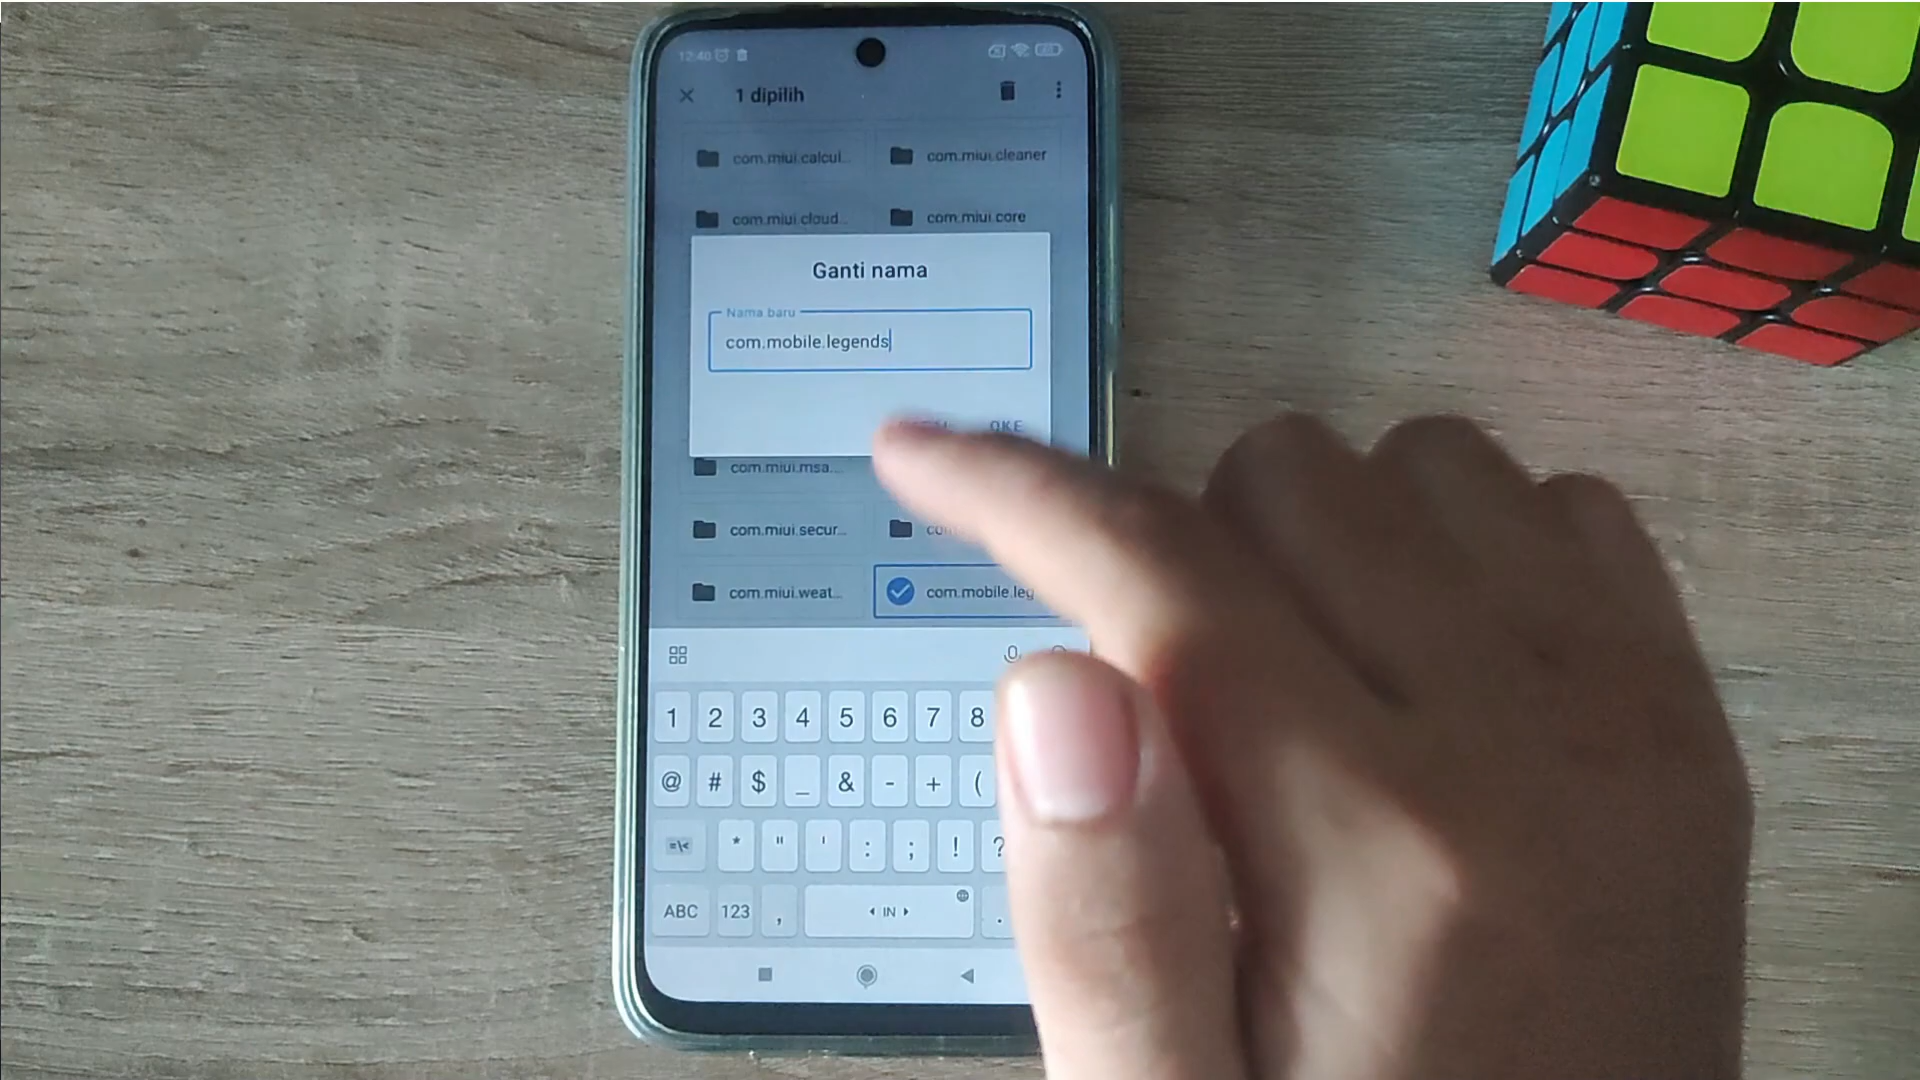 12:40
1 dipilih
com.miui.calcul...
com.miui.cleaner
com.miui.cloud...
com.miui.core
Ganti nama
Nama baru
com.mobile.legends
OKE
com.miui.msa...
com.miui.secur...
com.miui.weat...
com.mobile.leg
1 2 3 4 5 6 7 8
@ # $ _ & - + (
=\< * " ' : ; ! ?
ABC 123 , IN .